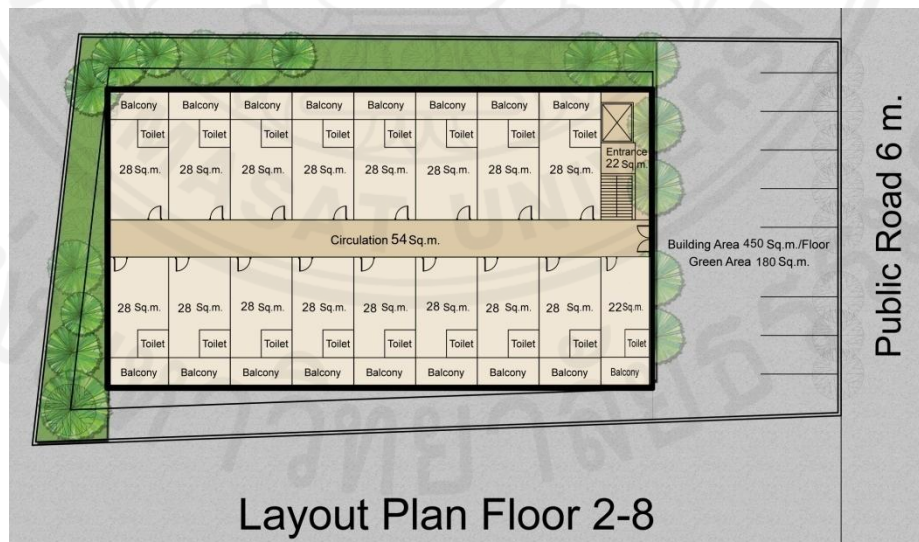 Balcony Balcony Balcony Balcony Balcony Balcony Balcony Balcony
Toilet Toilet Toilet Toilet Toilet Toilet Toilet Toilet
Entrance
22 Sq.m.
28 Sq.m. 28 Sq.m. 28 Sq.m. 28 Sq.m. 28 Sq.m. 28 Sq.m. 28 Sq.m. 28 Sq.m.
Circulation 54 Sq.m.
Building Area 450 Sq.m./Floor
Green Area 180 Sq.m.
28 Sq.m. 28 Sq.m. 28 Sq.m. 28 Sq.m. 28 Sq.m. 28 Sq.m. 28 Sq.m. 28 Sq.m. 22Sq.m.
Toilet Toilet Toilet Toilet Toilet Toilet Toilet Toilet Toilet
Balcony Balcony Balcony Balcony Balcony Balcony Balcony Balcony Balcony
Public Road 6 m.
Layout Plan Floor 2-8